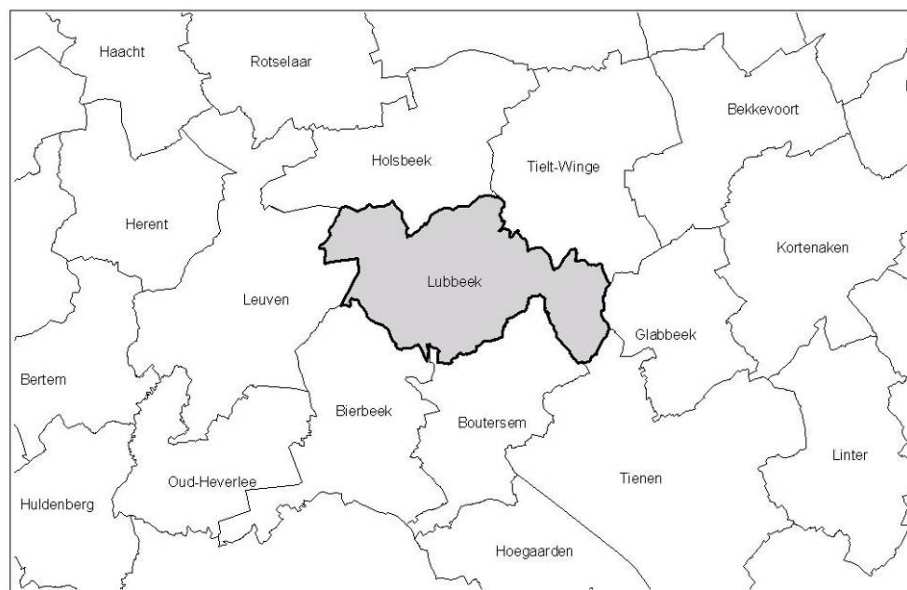 Haacht
Rotselaar
Bekkevoort
Holsbeek
Tielt-Winge
Herent
Kortenaken
Lubbeek
Leuven
Glabbeek
Bertem
Bierbeek
Boutersem
Linter
Oud-Heverlee
Tienen
Huldenberg
Hoegaarden